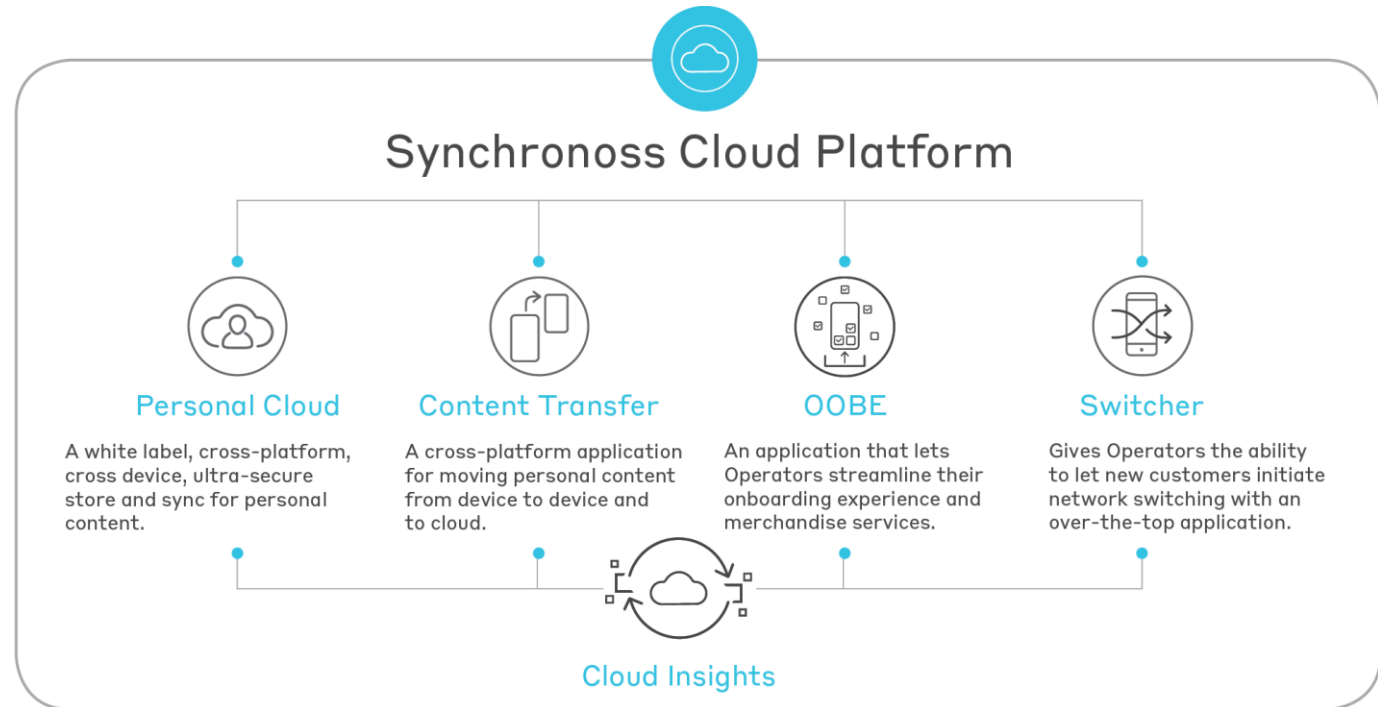 Synchronoss Cloud Platform
Personal Cloud
A white label, cross-platform,
cross device, ultra-secure
store and sync for personal
content.
Content Transfer
A cross-platform application
for moving personal content
from device to device and
to cloud.
OOBE
An application that lets
Operators streamline their
onboarding experience and
merchandise services.
Switcher
Gives Operators the ability
to let new customers initiate
network switching with an
over-the-top application.
Cloud Insights